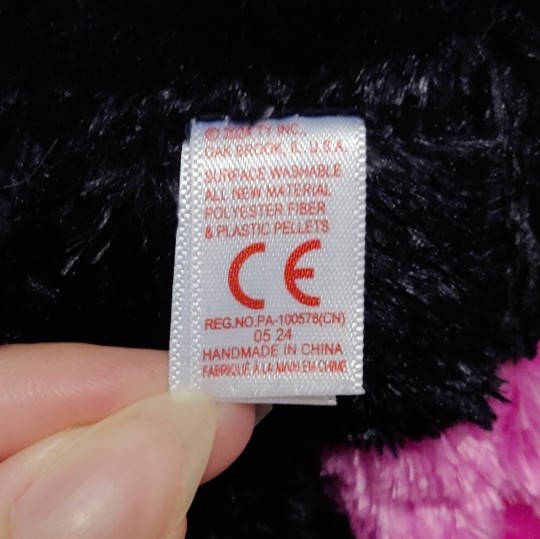 © 2024 TY INC.,
OAK BROOK, IL, U.S.A.
SURFACE WASHABLE
ALL NEW MATERIAL
POLYESTER FIBER
& PLASTIC PELLETS
CE
REG.NO.PA-100578(CN)
05 24
HANDMADE IN CHINA
FABRIQUÉ À LA MAIN EN CHINE